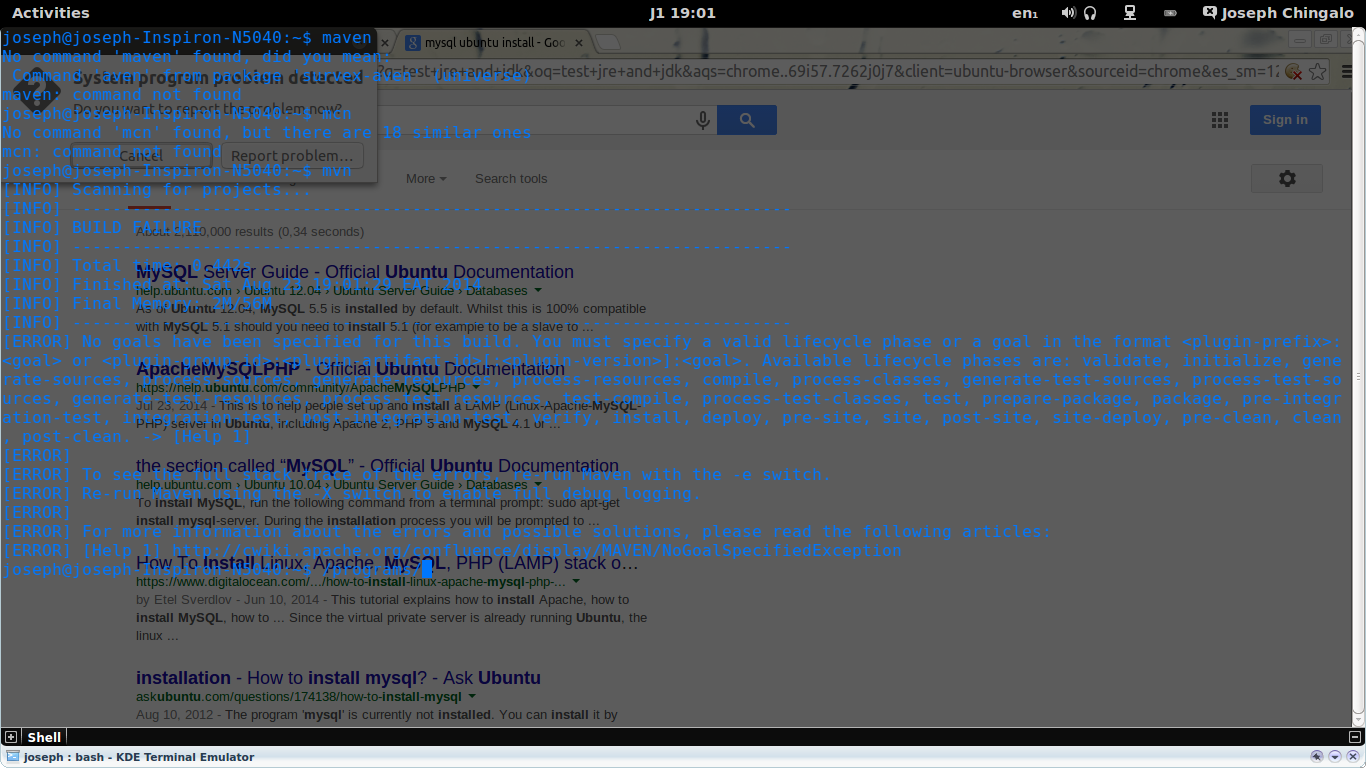 Activities
J1 19:01
en₁
Joseph Chingalo
joseph@joseph-Inspiron-N5040:~$ maven
No command 'maven' found, did you mean:
mysql ubuntu install - Goo
System program problem detected
Do you want to report the problem now?
?q=test+jre+and+jdk&oq=test+jre+and+jdk&aqs=chrome..69i57.7262j0j7&client=ubuntu-browser&sourceid=chrome&es_sm=12
maven: command not found
joseph@joseph-Inspiron-N5040:~$ mcn
No command 'mcn' found, but there are 18 similar ones
mcn: command not found
Cancel
Report problem…
Sign in
joseph@joseph-Inspiron-N5040:~$ mvn
[INFO] Scanning for projects...
More
Search tools
[INFO] ------------------------------------------------------------------------
[INFO] BUILD FAILURE
About 2,110,000 results (0,34 seconds)
[INFO] ------------------------------------------------------------------------
[INFO] Total time: 0.442s
[INFO] Finished at: Sat Aug 23 19:01:20 EAT 2014
[INFO] Final Memory: 2M/56M
[INFO] ------------------------------------------------------------------------
[ERROR] No goals have been specified for this build. You must specify a valid lifecycle phase or a goal in the format <plugin-prefix>:
<goal> or <plugin-group-id>:<plugin-artifact-id>[:<plugin-version>]:<goal>. Available lifecycle phases are: validate, initialize, gene
rate-sources, process-sources, generate-resources, process-resources, compile, process-classes, generate-test-sources, process-test-so
urces, generate-test-resources, process-test-resources, test-compile, process-test-classes, test, prepare-package, package, pre-integr
ation-test, integration-test, post-integration-test, verify, install, deploy, pre-site, site, post-site, site-deploy, pre-clean, clean
, post-clean. -> [Help 1]
[ERROR]
[ERROR] To see the full stack trace of the errors, re-run Maven with the -e switch.
[ERROR] Re-run Maven using the -X switch to enable full debug logging.
[ERROR]
[ERROR] For more information about the errors and possible solutions, please read the following articles:
[ERROR] [Help 1] http://cwiki.apache.org/confluence/display/MAVEN/NoGoalSpecifiedException
joseph@joseph-Inspiron-N5040:~$
MySQL Server Guide - Official Ubuntu Documentation
help.ubuntu.com › Ubuntu 12.04 › Ubuntu Server Guide › Databases
As of Ubuntu 12.04, MySQL 5.5 is installed by default. Whilst this is 100% compatible
with MySQL 5.1 should you need to install 5.1 (for example to be a slave to ...
ApacheMySQLPHP - Official Ubuntu Documentation
https://help.ubuntu.com/community/ApacheMySQLPHP
Jul 23, 2014 - This is to help people set up and install a LAMP (Linux-Apache-MySQL-
PHP) server in Ubuntu, including Apache 2, PHP 5 and MySQL 4.1 or ...
the section called “MySQL” - Official Ubuntu Documentation
help.ubuntu.com › Ubuntu 10.04 › Ubuntu Server Guide › Databases
To install MySQL, run the following command from a terminal prompt: sudo apt-get
install mysql-server. During the installation process you will be prompted to ...
How To Install Linux, Apache, MySQL, PHP (LAMP) stack o…
https://www.digitalocean.com/.../how-to-install-linux-apache-mysql-php-...
by Etel Sverdlov - Jun 10, 2014 - This tutorial explains how to install Apache, how to
install MySQL, how to ... Since the virtual private server is already running Ubuntu, the
linux ...
installation - How to install mysql? - Ask Ubuntu
askubuntu.com/questions/174138/how-to-install-mysql
Aug 10, 2012 - The program 'mysql' is currently not installed. You can install it by
Shell
joseph : bash - KDE Terminal Emulator